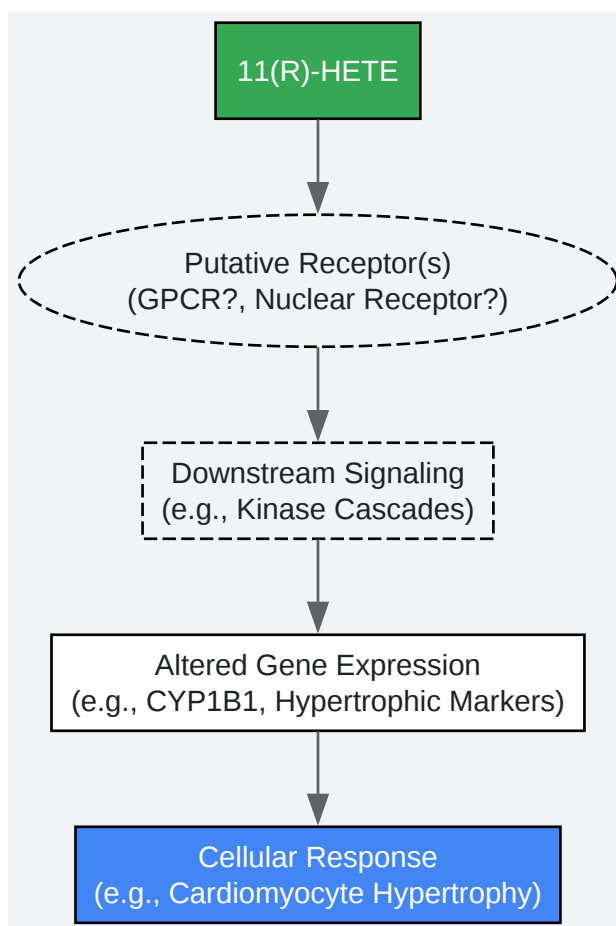 11(R)-HETE
Putative Receptor(s)
(GPCR?, Nuclear Receptor?)
Downstream Signaling
(e.g., Kinase Cascades)
Altered Gene Expression
(e.g., CYP1B1, Hypertrophic Markers)
Cellular Response
(e.g., Cardiomyocyte Hypertrophy)